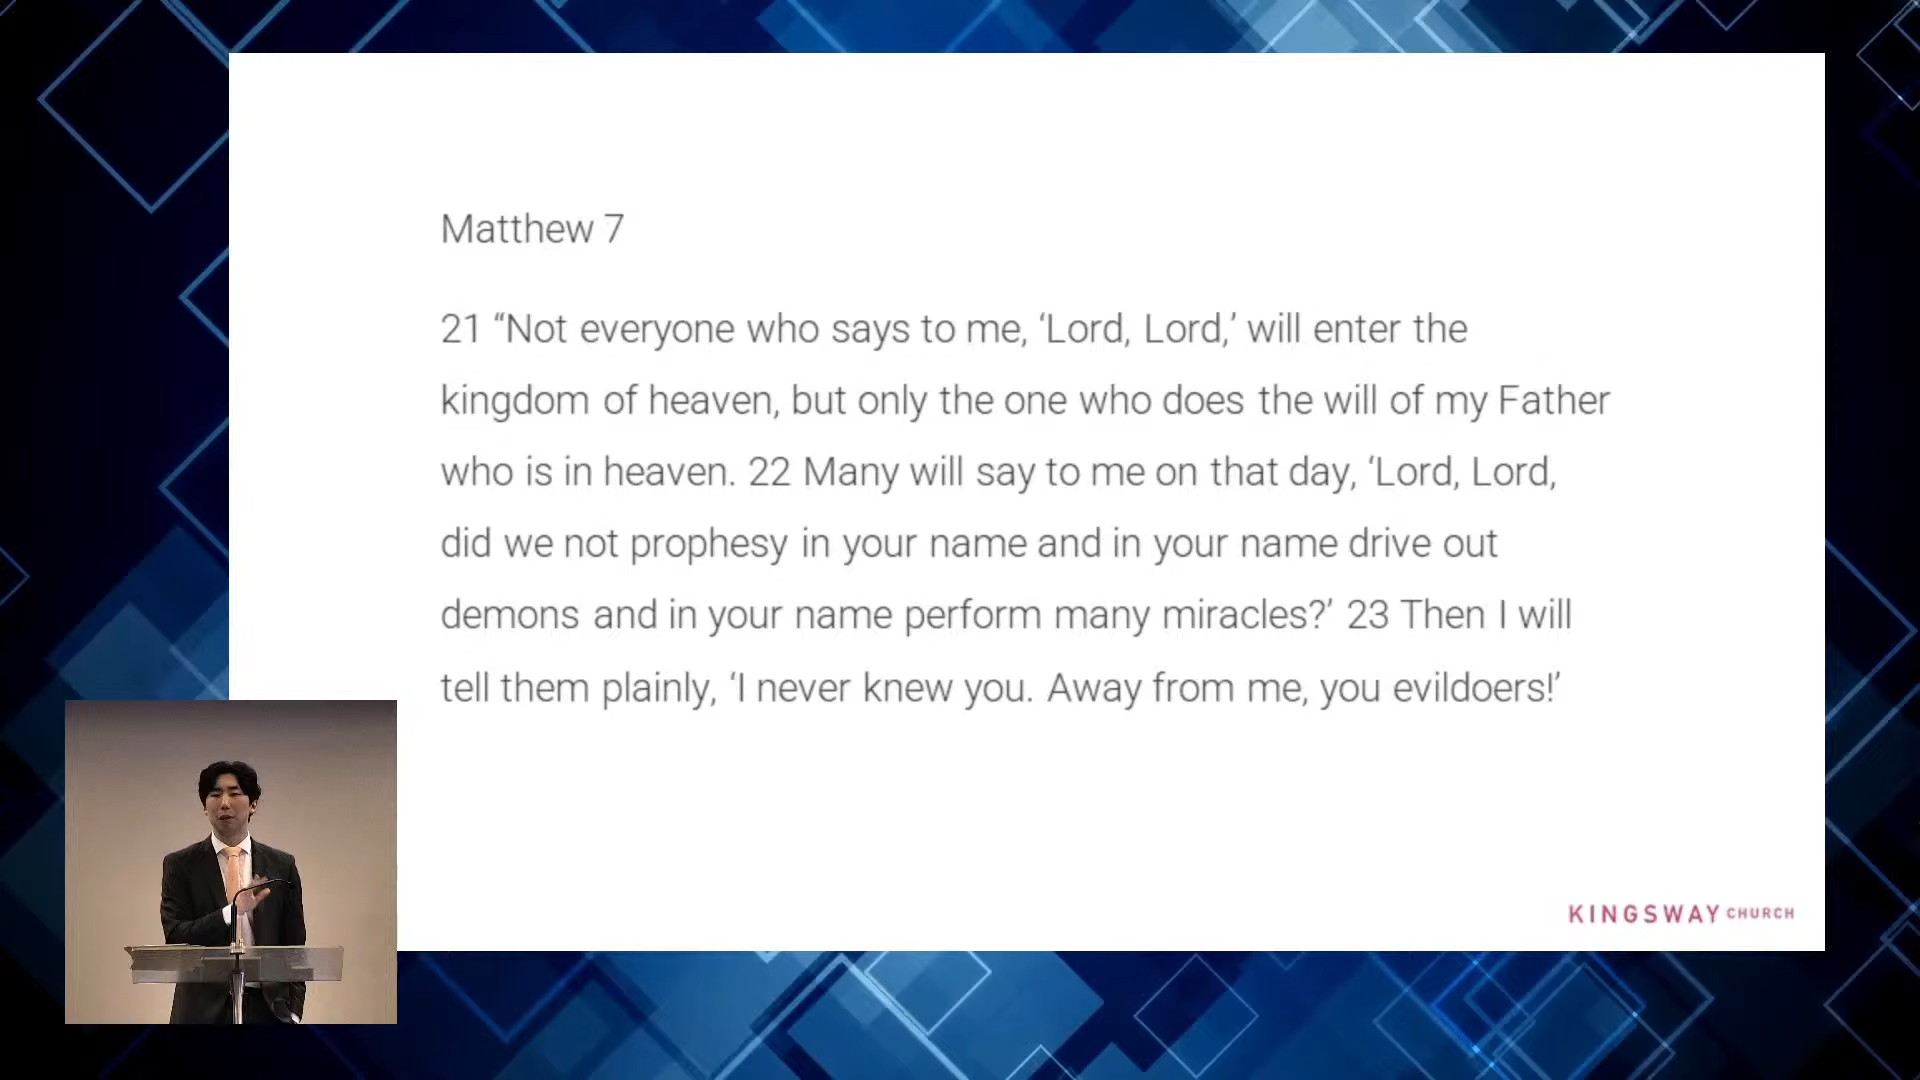 Matthew 7
21 “Not everyone who says to me, ‘Lord, Lord,’ will enter the
kingdom of heaven, but only the one who does the will of my Father
who is in heaven. 22 Many will say to me on that day, ‘Lord, Lord,
did we not prophesy in your name and in your name drive out
demons and in your name perform many miracles?’ 23 Then I will
tell them plainly, ‘I never knew you. Away from me, you evildoers!’
KINGSWAY CHURCH